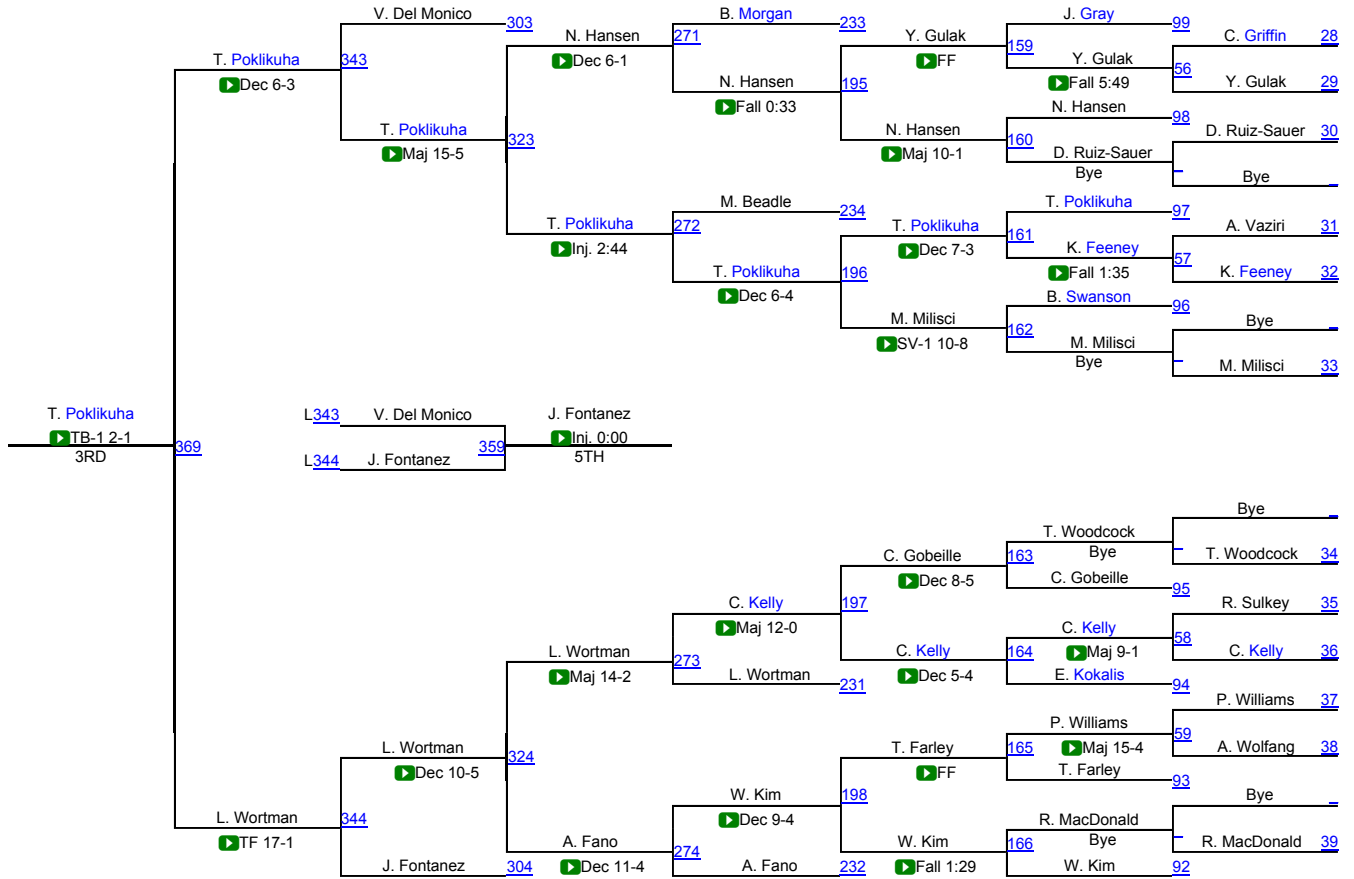 V. Del Monico 303
B. Morgan 233
J. Gray 99
N. Hansen 271
Y. Gulak
C. Griffin 28
Dec 6-1
FF
159
T. Poklikuha 343
Y. Gulak 56
Dec 6-3
N. Hansen 195
Fall 5:49
Y. Gulak 29
Fall 0:33
N. Hansen 98
T. Poklikuha 323
N. Hansen 160
D. Ruiz-Sauer 30
Maj 15-5
Maj 10-1
D. Ruiz-Sauer
Bye
Bye
M. Beadle 234
T. Poklikuha 97
T. Poklikuha 272
T. Poklikuha 161
A. Vaziri 31
Inj. 2:44
Dec 7-3
K. Feeney 57
T. Poklikuha 196
Fall 1:35
K. Feeney 32
Dec 6-4
B. Swanson 96
M. Milisci 162
Bye
SV-1 10-8
M. Milisci
Bye
M. Milisci 33
T. Poklikuha
L343 V. Del Monico
J. Fontanez
TB-1 2-1
369
359
Inj. 0:00
3RD
L344 J. Fontanez
5TH
Bye
T. Woodcock
C. Gobeille 163
Bye
T. Woodcock 34
Dec 8-5
C. Gobeille 95
C. Kelly 197
R. Sulkey 35
Maj 12-0
C. Kelly 58
L. Wortman 273
C. Kelly 164
Maj 9-1
C. Kelly 36
Maj 14-2
L. Wortman 231
Dec 5-4
E. Kokalis 94
P. Williams 37
P. Williams 59
L. Wortman 324
T. Farley 165
Maj 15-4
A. Wolfang 38
Dec 10-5
FF
T. Farley 93
W. Kim 198
Bye
L. Wortman 344
Dec 9-4
R. MacDonald
TF 17-1
A. Fano 274
W. Kim 166
Bye
R. MacDonald 39
J. Fontanez 304
Dec 11-4
A. Fano 232
Fall 1:29
W. Kim 92